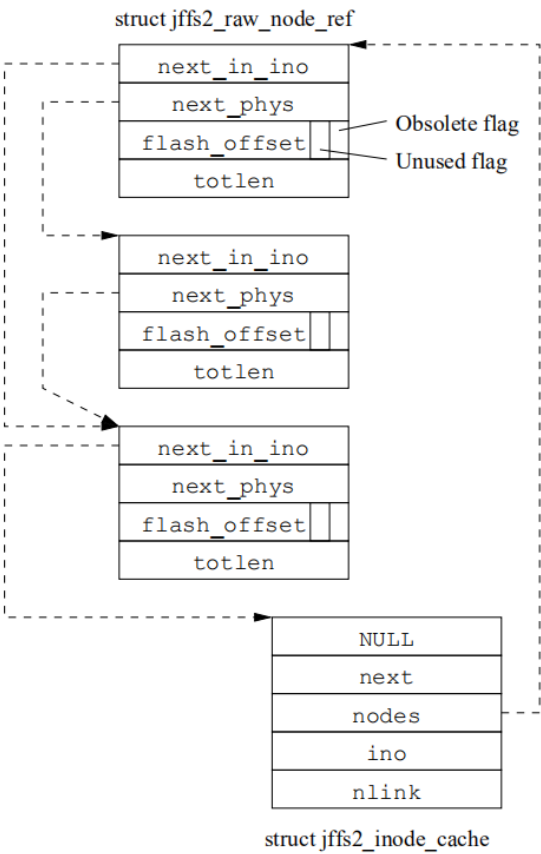 struct jffs2_raw_node_ref
next_in_ino
next_phys
flash_offset
totlen
Obsolete flag
Unused flag
next_in_ino
next_phys
flash_offset
totlen
next_in_ino
next_phys
flash_offset
totlen
NULL
next
nodes
ino
nlink
struct jffs2_inode_cache